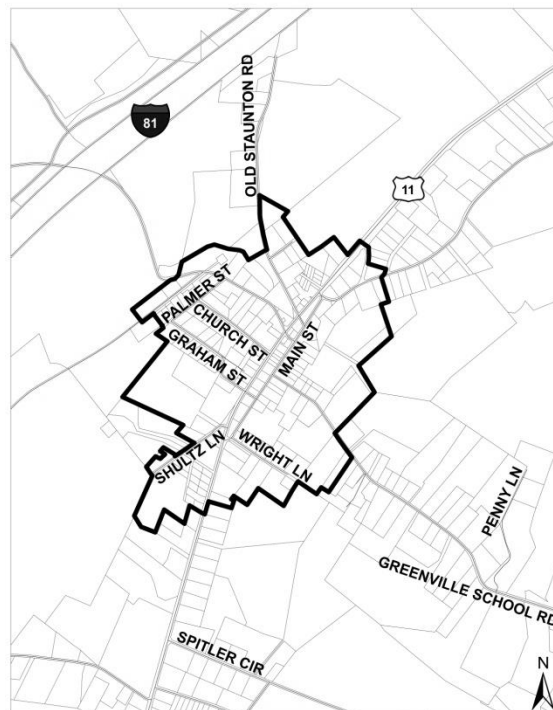 OLD STAUNTON RD
81
11
PALMER ST
CHURCH ST
GRAHAM ST
MAIN ST
SHULTZ LN
WRIGHT LN
PENNY LN
GREENVILLE SCHOOL RD
SPITLER CIR
N